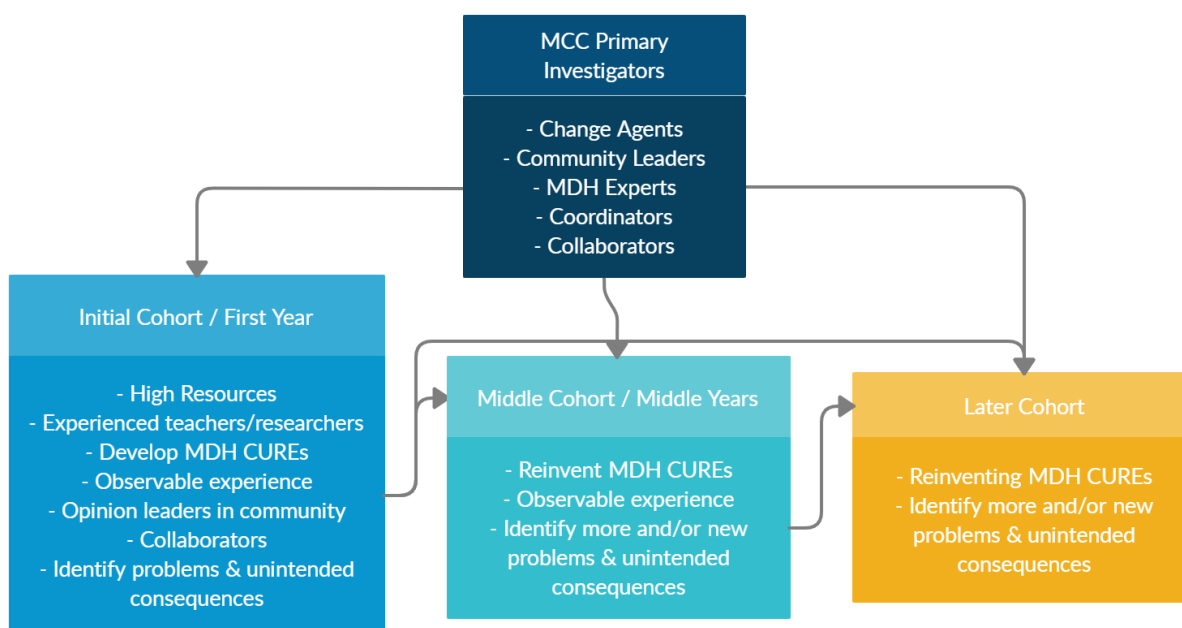 MCC Primary
Investigators
- Change Agents
- Community Leaders
- MDH Experts
- Coordinators
- Collaborators
Initial Cohort / First Year
- High Resources
- Experienced teachers/researchers
- Develop MDH CUREs
- Observable experience
- Opinion leaders in community
- Collaborators
- Identify problems & unintended
consequences
Middle Cohort / Middle Years
- Reinvent MDH CUREs
- Observable experience
- Identify more and/or new
problems & unintended
consequences
Later Cohort
- Reinventing MDH CUREs
- Identify more and/or new
problems & unintended
consequences